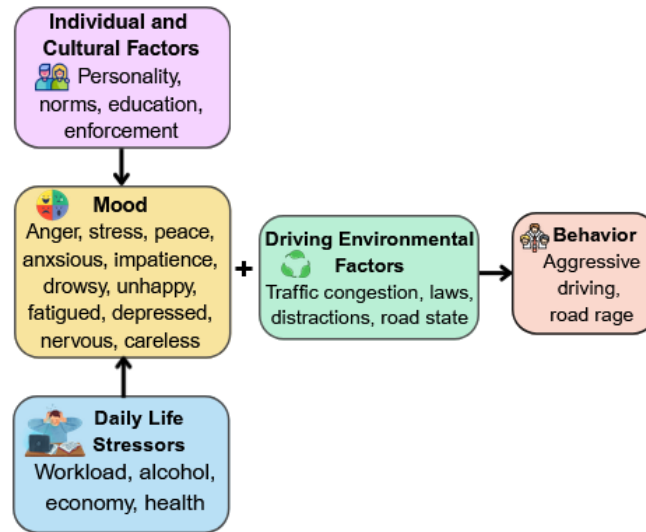 Individual and
Cultural Factors
Personality,
norms, education,
enforcement
Mood
Anger, stress, peace,
anxsious, impatience,
drowsy, unhappy,
fatigued, depressed,
nervous, careless
+
Driving Environmental
Factors
Traffic congestion, laws,
distractions, road state
Behavior
Aggressive
driving,
road rage
Daily Life
Stressors
Workload, alcohol,
economy, health